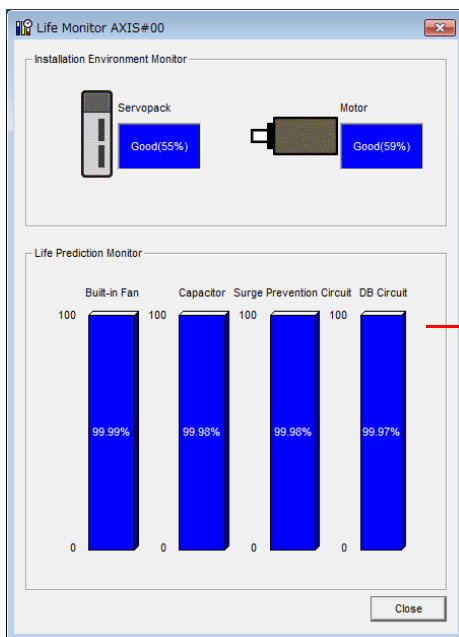 Life Monitor AXIS#00
Installation Environment Monitor
Servopack
Motor
Good(55%)
Good(59%)
Life Prediction Monitor
Built-in Fan Capacitor Surge Prevention Circuit DB Circuit
100 100 100 100
99.99% 99.98% 99.98% 99.97%
0 0 0 0
Close